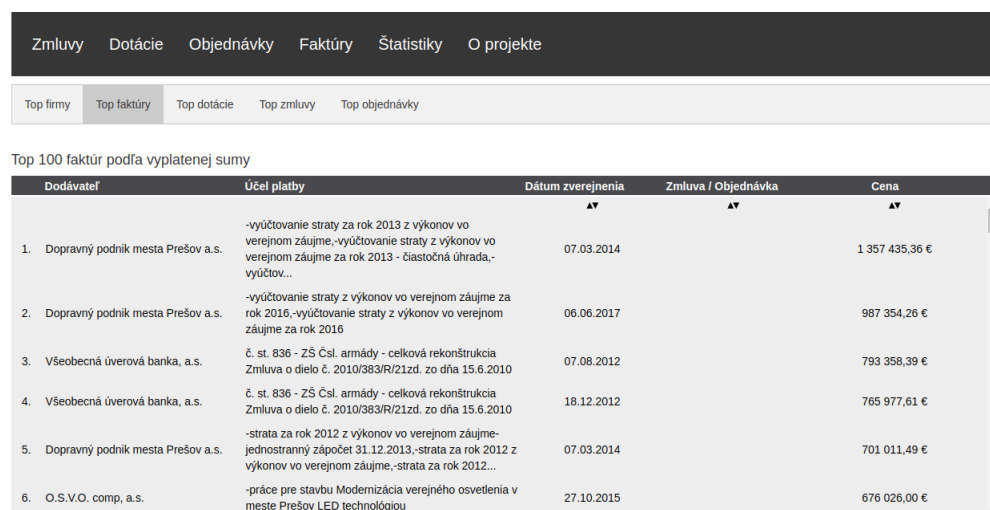 Zmluvy Dotácie Objednávky Faktúry Štatistiky O projekte
Top firmy Top faktúry Top dotácie Top zmluvy Top objednávky
Top 100 faktúr podľa vyplatenej sumy
Dodávateľ Účel platby Dátum zverejnenia Zmluva / Objednávka Cena
-vyúčtovanie straty za rok 2013 z výkonov vo
verejnom záujme,-vyúčtovanie straty z výkonov vo
1. Dopravný podnik mesta Prešov a.s. verejnom záujme za rok 2013 - čiastočná úhrada,- 07.03.2014 1 357 435,36 €
vyúčtov...
-vyúčtovanie straty z výkonov vo verejnom záujme za
2. Dopravný podnik mesta Prešov a.s. rok 2016,-vyúčtovanie straty z výkonov vo verejnom 06.06.2017 987 354,26 €
záujme za rok 2016
3. Všeobecná úverová banka, a.s. č. st. 836 - ZŠ Čsl. armády - celková rekonštrukcia 07.08.2012 793 358,39 €
Zmluva o dielo č. 2010/383/R/21zd. zo dňa 15.6.2010
4. Všeobecná úverová banka, a.s. č. st. 836 - ZŠ Čsl. armády - celková rekonštrukcia 18.12.2012 765 977,61 €
Zmluva o dielo č. 2010/383/R/21zd. zo dňa 15.6.2010
-strata za rok 2012 z výkonov vo verejnom záujme-
5. Dopravný podnik mesta Prešov a.s. jednostranný zápočet 31.12.2013,-strata za rok 2012 z 07.03.2014 701 011,49 €
výkonov vo verejnom záujme,-strata za rok 2012...
6. O.S.V.O. comp, a.s. -práce pre stavbu Modernizácia verejného osvetlenia v 27.10.2015 676 026,00 €
meste Prešov LED technológiou